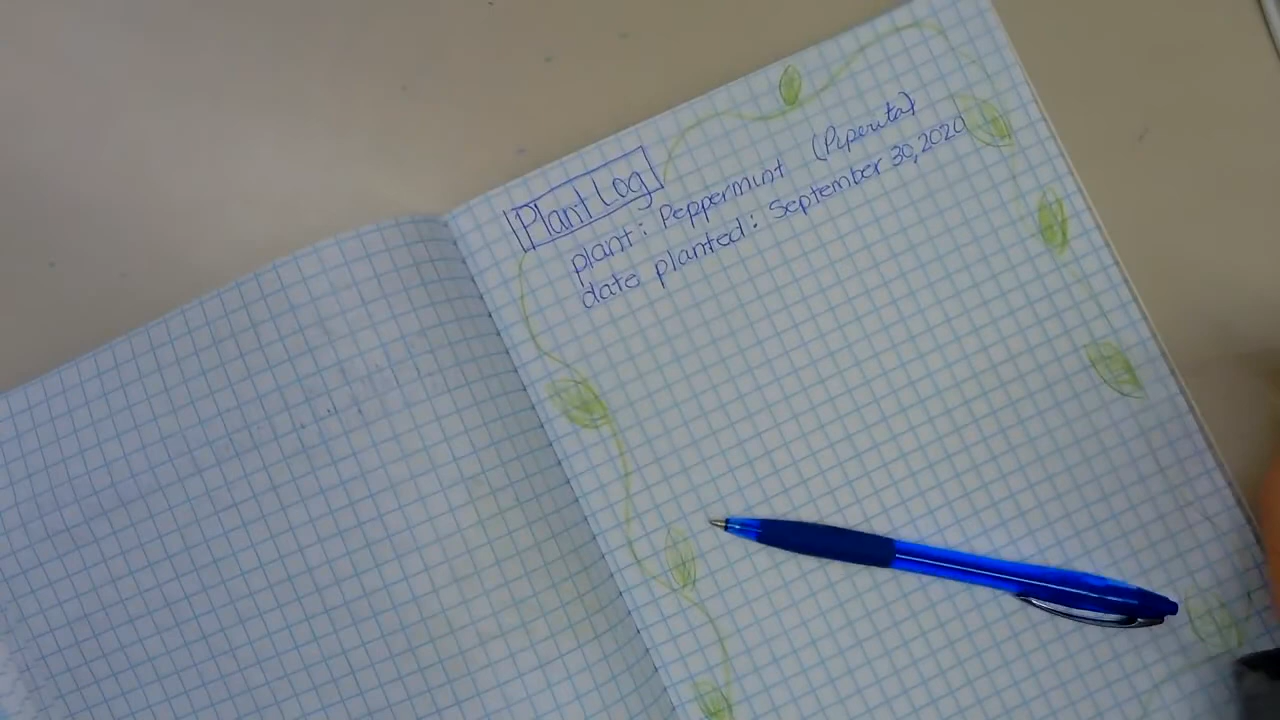 Plant Log
plant: Peppermint (Piperita)
date planted: September 30, 2020